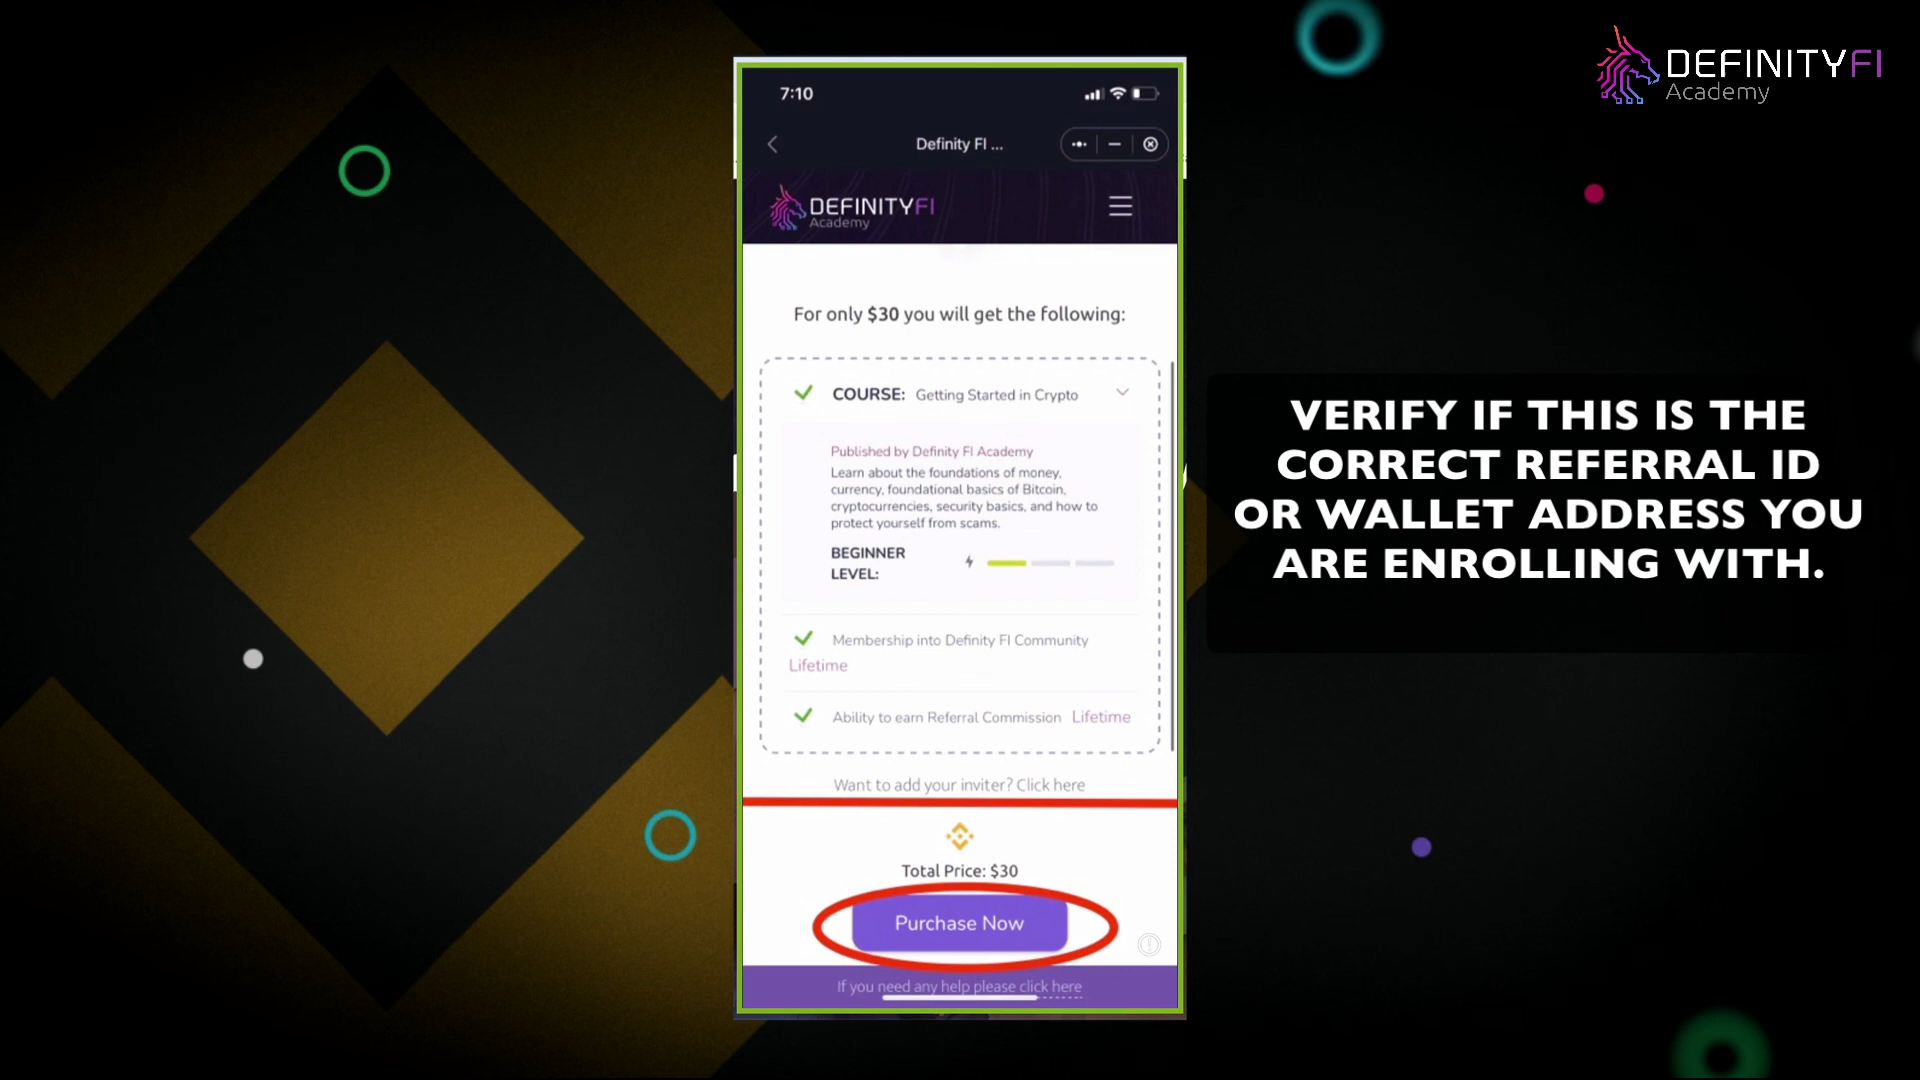 DEFINITYFI
Academy
7:10
Definity FI ...
DEFINITYFI
Academy
For only $30 you will get the following:
COURSE: Getting Started in Crypto
Published by Definity FI Academy
Learn about the foundations of money,
currency, foundational basics of Bitcoin,
cryptocurrencies, security basics, and how to
protect yourself from scams.
BEGINNER
LEVEL:
Membership into Definity FI Community
Lifetime
Ability to earn Referral Commission Lifetime
Want to add your inviter? Click here
Total Price: $30
Purchase Now
If you need any help please click here
VERIFY IF THIS IS THE
CORRECT REFERRAL ID
OR WALLET ADDRESS YOU
ARE ENROLLING WITH.